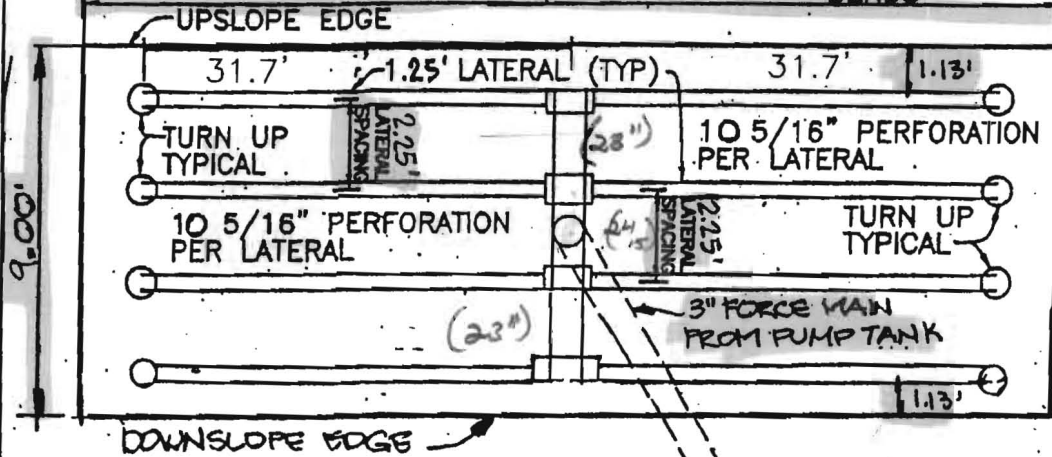 UPSLOPE EDGE
31.7'
1.25' LATERAL (TYP)
31.7'
1.13'
TURN UP
TYPICAL
2.25'
LATERAL
SPACING
(23")
10 5/16" PERFORATION
PER LATERAL
9.00'
10 5/16" PERFORATION
PER LATERAL
2.25'
LATERAL
SPACING
TURN UP
TYPICAL
(23")
3" FORCE MAIN
FROM PUMP TANK
1.13'
DOWNSLOPE EDGE